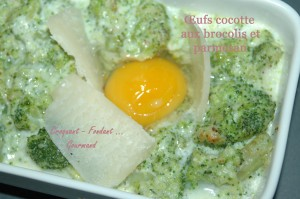 Œufs cocotte
aux brocolis et
parmesan
Croquant - Fondant ...
Gourmand